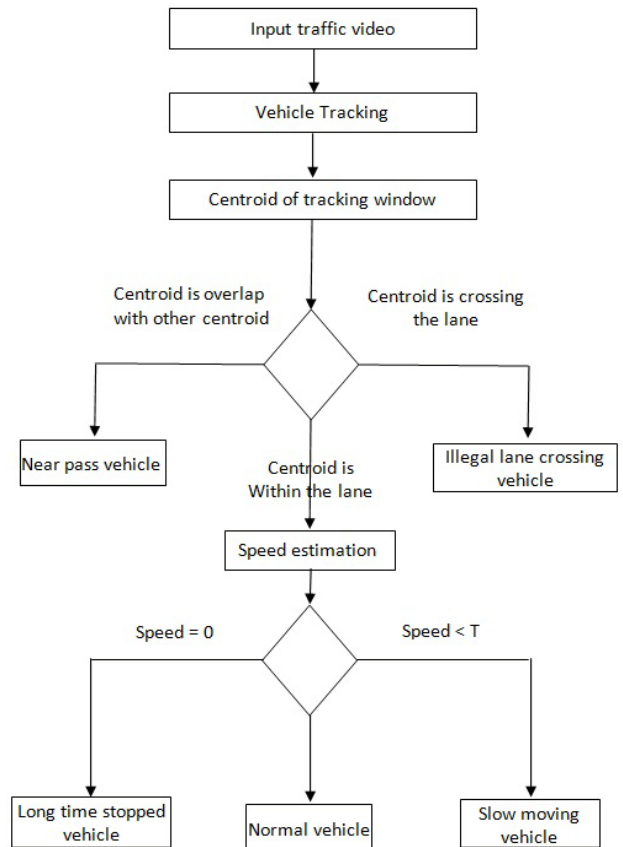 Input traffic video
Vehicle Tracking
Centroid of tracking window
Centroid is overlap
with other centroid
Centroid is crossing
the lane
Near pass vehicle
Centroid is
Within the lane
Illegal lane crossing
vehicle
Speed estimation
Speed = 0
Speed < T
Long time stopped
vehicle
Normal vehicle
Slow moving
vehicle